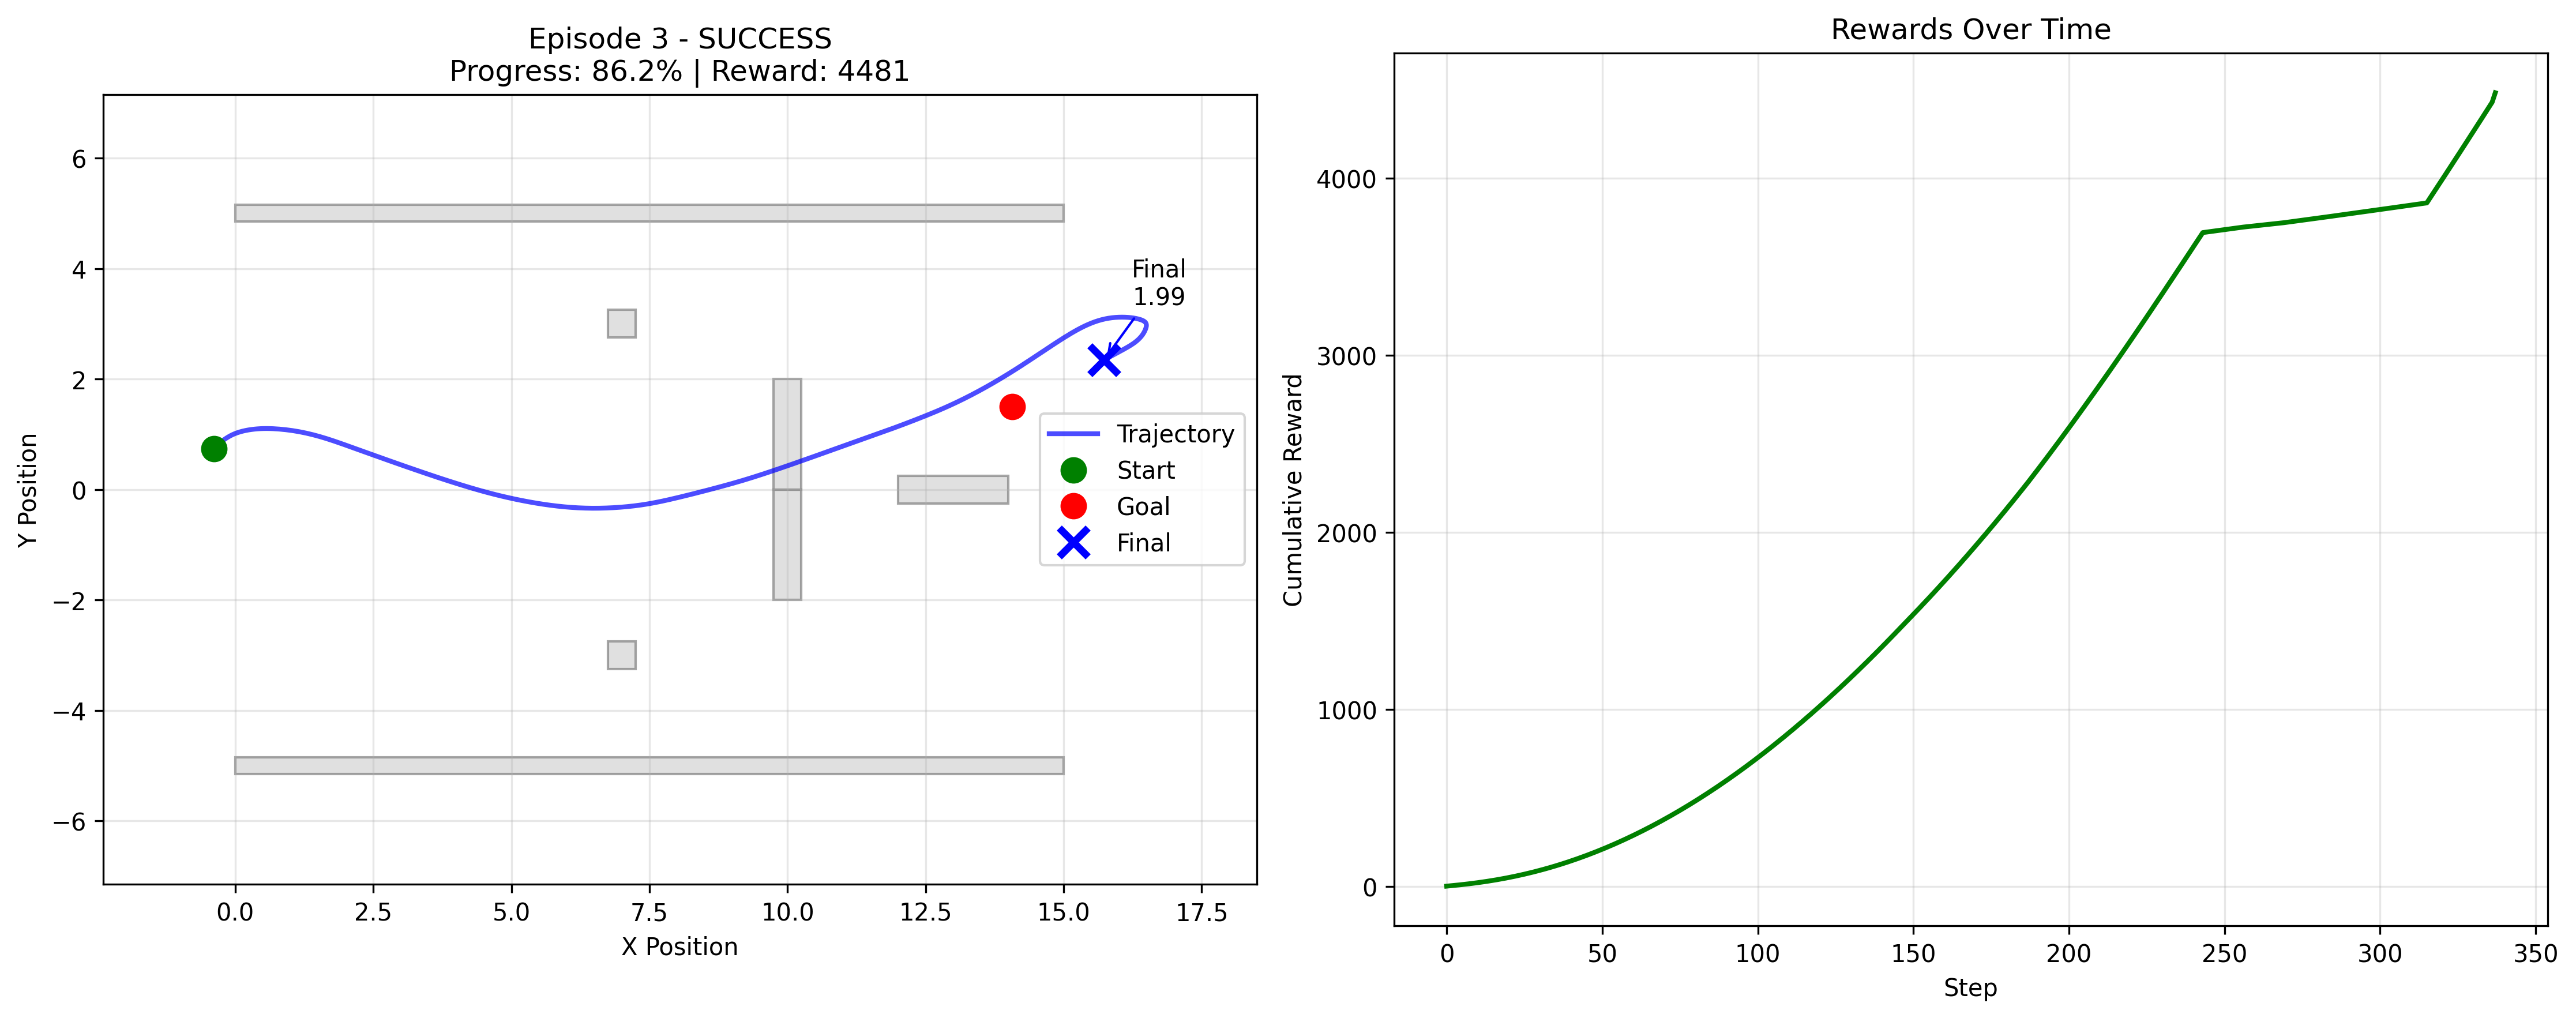 Episode 3 - SUCCESS
Progress: 86.2% | Reward: 4481
Y Position
6
4
2
0
−2
−4
−6
Final
1.99
Trajectory
Start
Goal
Final
0.0 2.5 5.0 7.5 10.0 12.5 15.0 17.5
X Position
Rewards Over Time
Cumulative Reward
4000
3000
2000
1000
0
0 50 100 150 200 250 300 350
Step